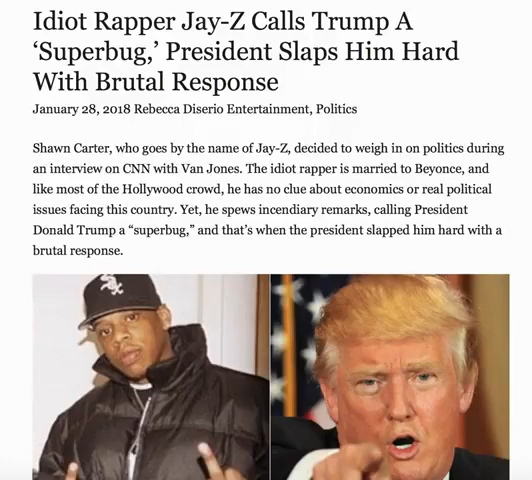 Idiot Rapper Jay-Z Calls Trump A
‘Superbug,’ President Slaps Him Hard
With Brutal Response
January 28, 2018 Rebecca Diserio Entertainment, Politics
Shawn Carter, who goes by the name of Jay-Z, decided to weigh in on politics during
an interview on CNN with Van Jones. The idiot rapper is married to Beyonce, and
like most of the Hollywood crowd, he has no clue about economics or real political
issues facing this country. Yet, he spews incendiary remarks, calling President
Donald Trump a “superbug,” and that’s when the president slapped him hard with a
brutal response.